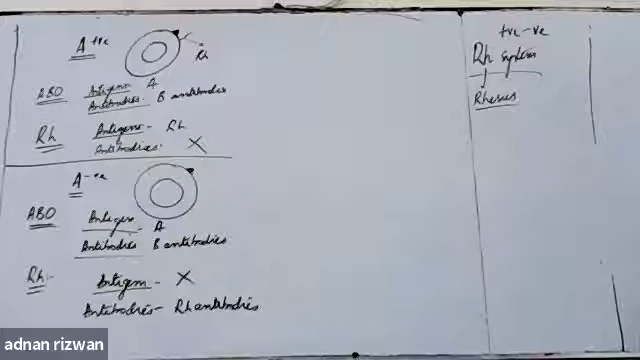 A +ve
Rh
ABO Antigen A
Antibodies. B antibodies
Rh Antigens - Rh
Antibodies. X
A -ve
ABO Antigen - A
Antibodies B antibodies
Rh - Antigen - X
Antibodies - Rh antibodies
+ve -ve
Rh System
Rhesus
adnan rizwan